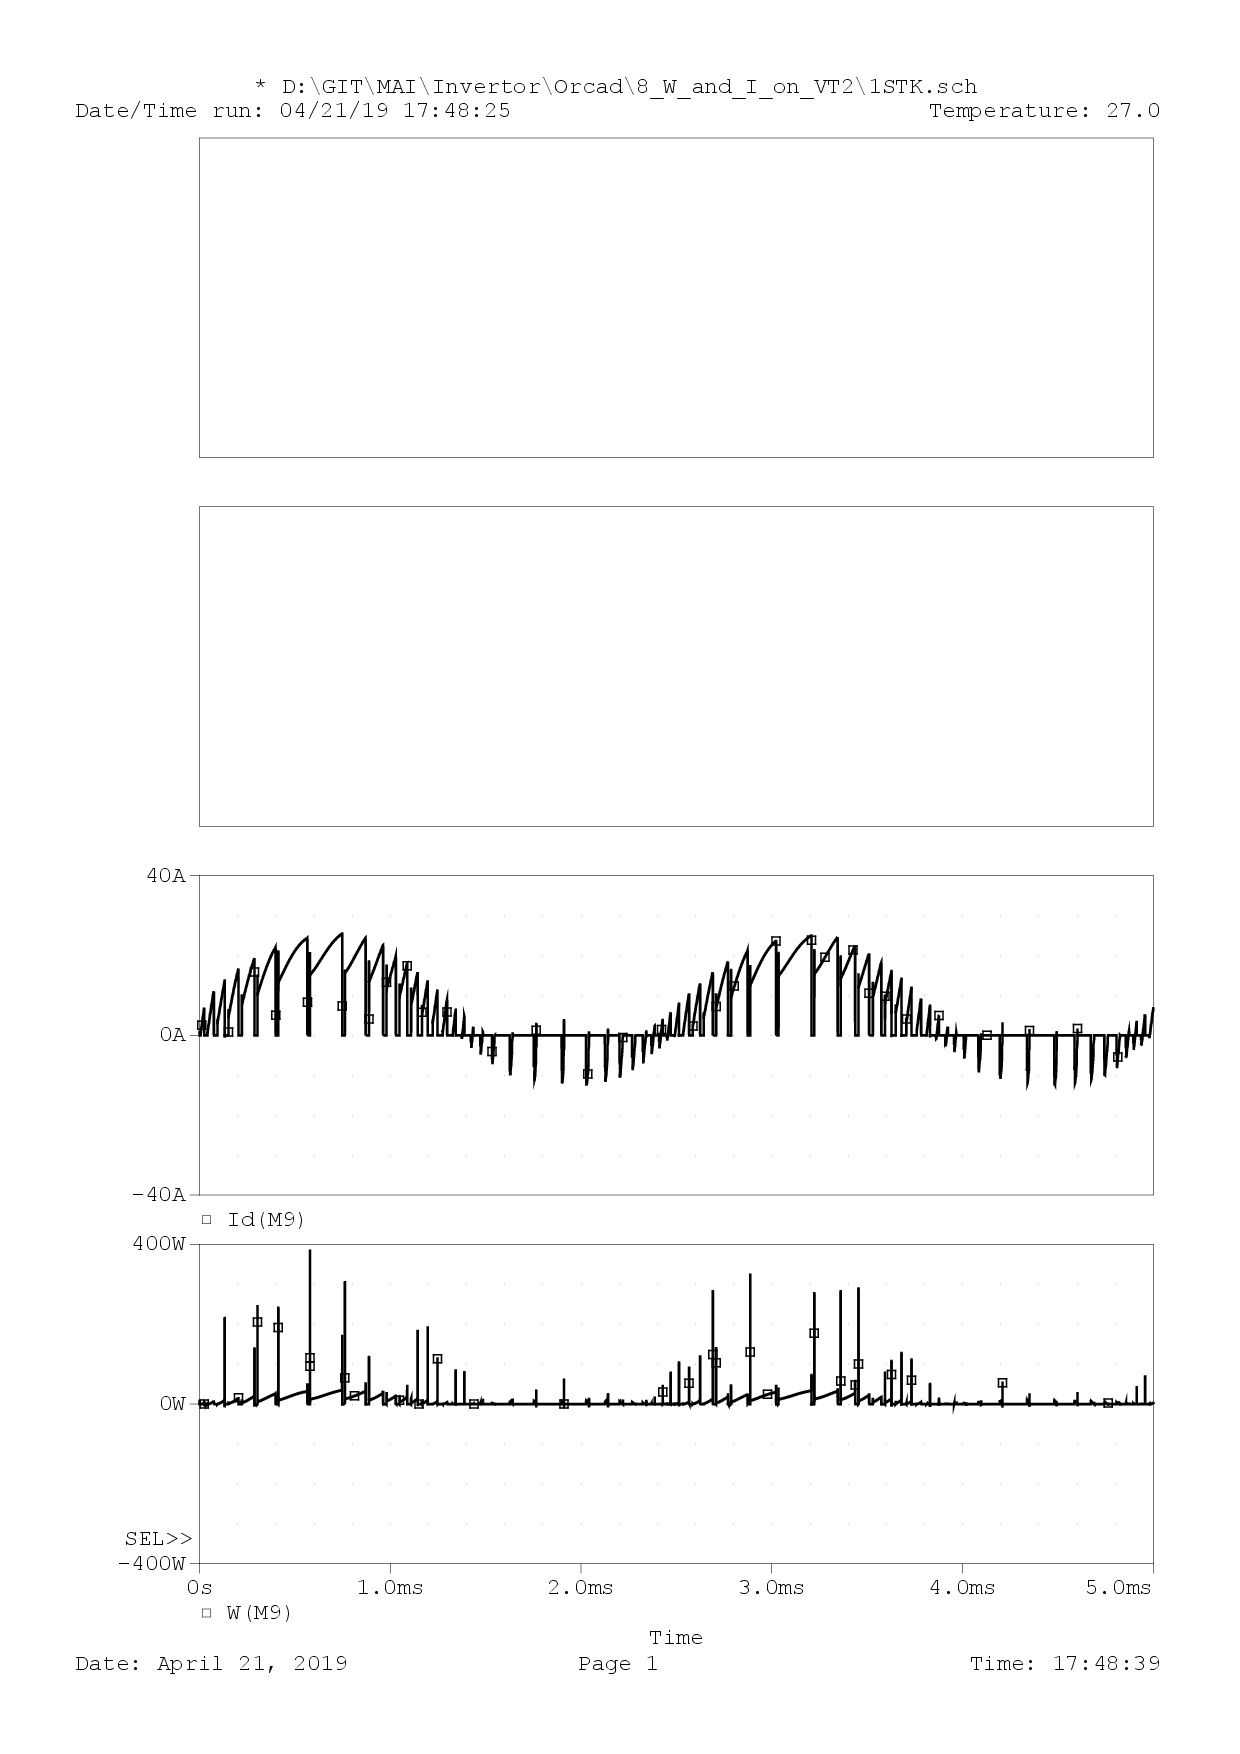 * D:\GIT\MAI\Invertor\Orcad\8_W_and_I_on_VT2\1STK.sch
Date/Time run: 04/21/19 17:48:25 Temperature: 27.0
40A
0A
-40A
Id(M9)
400W
0W
SEL>>
-400W
0s 1.0ms 2.0ms 3.0ms 4.0ms 5.0ms
W(M9)
Time
Date: April 21, 2019 Page 1 Time: 17:48:39